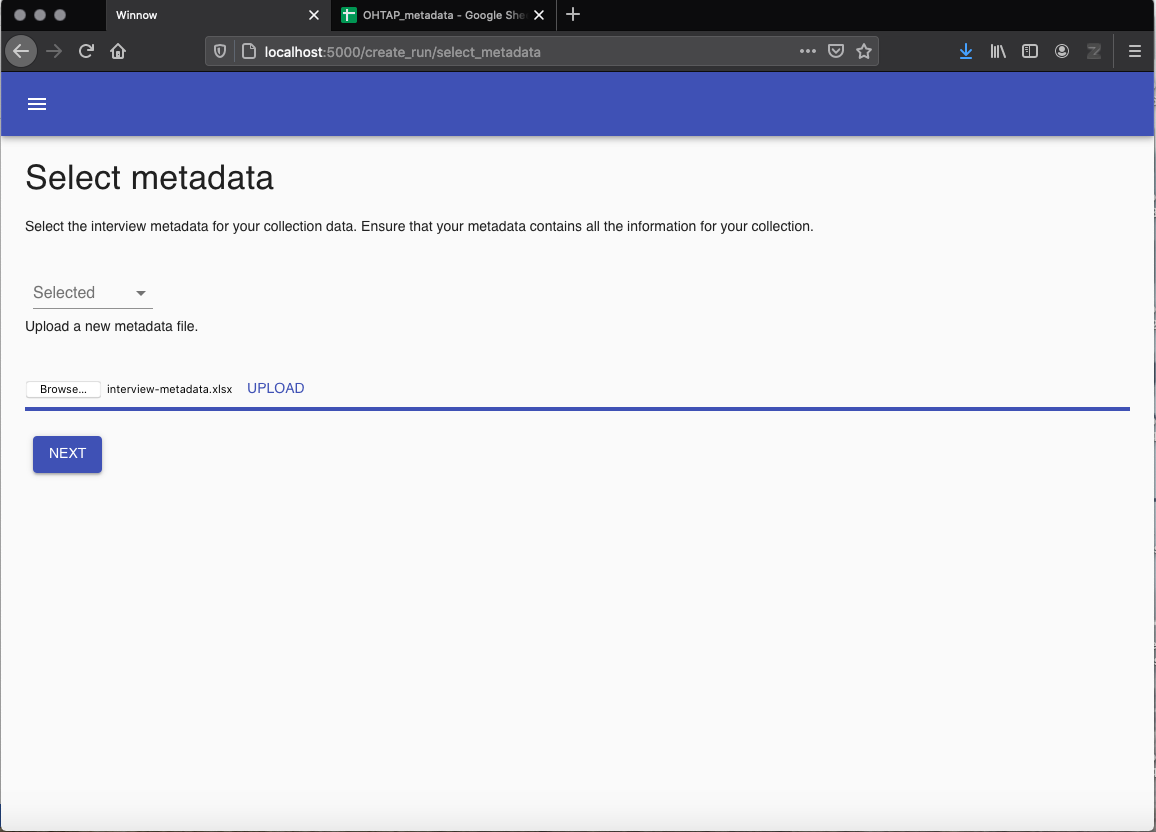 Winnow
OHTAP_metadata - Google She
localhost:5000/create_run/select_metadata
Select metadata
Select the interview metadata for your collection data. Ensure that your metadata contains all the information for your collection.
Selected
Upload a new metadata file.
Browse... interview-metadata.xlsx UPLOAD
NEXT